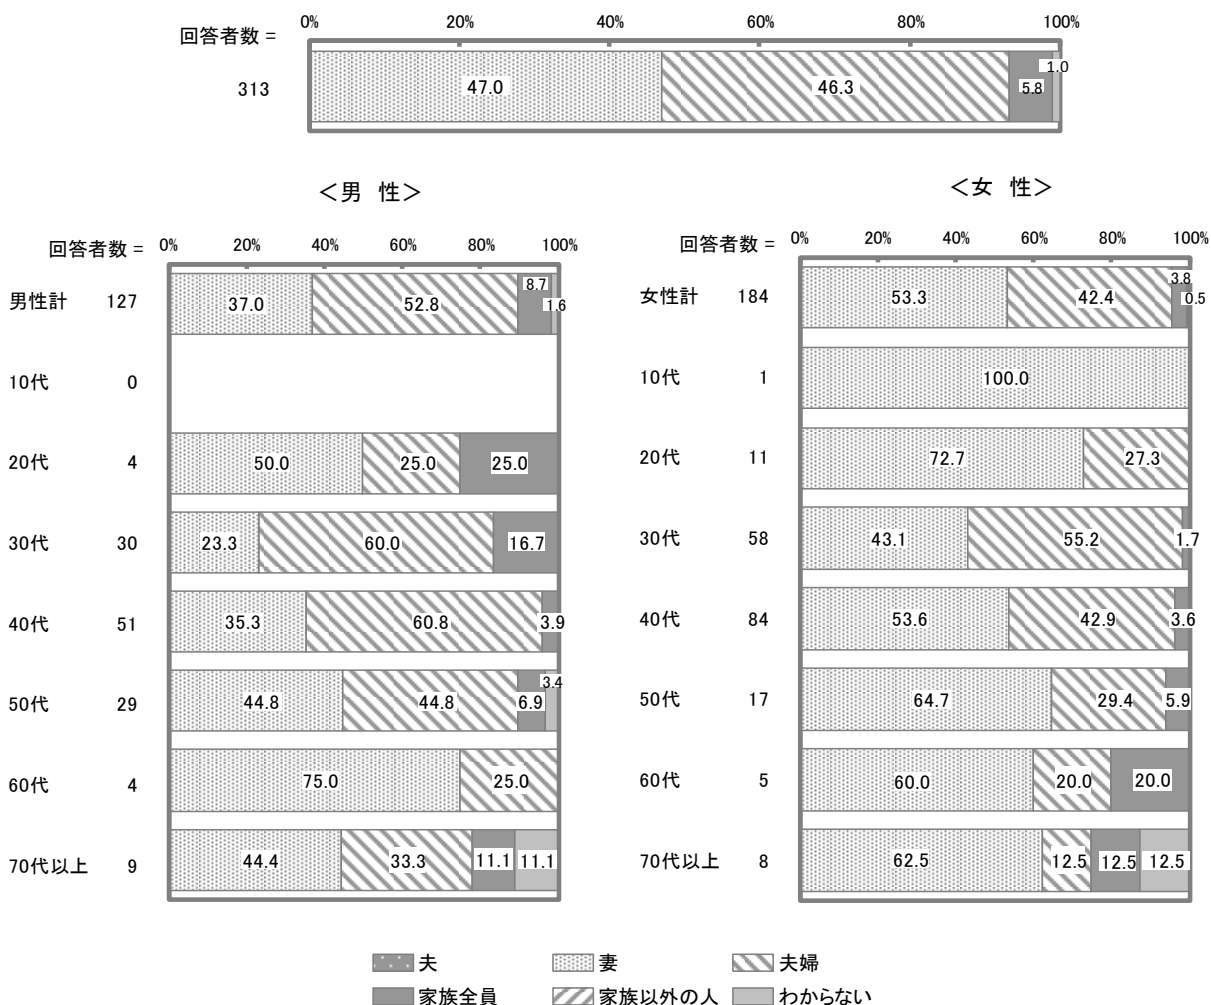 0% 20% 40% 60% 80% 100%
回答者数 =
313 47.0 46.3 5.8 1.0
＜男 性＞
回答者数 = 0% 20% 40% 60% 80% 100%
男性計 127 37.0 52.8 8.7 1.6
10代 0
20代 4 50.0 25.0 25.0
30代 30 23.3 60.0 16.7
40代 51 35.3 60.8 3.9
50代 29 44.8 44.8 6.9 3.4
60代 4 75.0 25.0
70代以上 9 44.4 33.3 11.1 11.1
＜女 性＞
回答者数 = 0% 20% 40% 60% 80% 100%
女性計 184 53.3 42.4 3.8 0.5
10代 1 100.0
20代 11 72.7 27.3
30代 58 43.1 55.2 1.7
40代 84 53.6 42.9 3.6
50代 17 64.7 29.4 5.9
60代 5 60.0 20.0 20.0
70代以上 8 62.5 12.5 12.5 12.5
夫 妻 夫婦
家族全員 家族以外の人 わからない